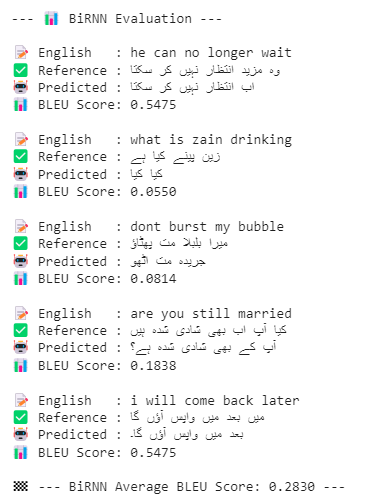 --- 📊 BiRNN Evaluation ---
📝 English : he can no longer wait
✅ Reference : وہ مزید انتظار نہیں کر سکتا
🤖 Predicted : اب انتظار نہیں کر سکتا
📊 BLEU Score: 0.5475
📝 English : what is zain drinking
✅ Reference : زین پینے کیا ہے
🤖 Predicted : کیا کیا
📊 BLEU Score: 0.0550
📝 English : dont burst my bubble
✅ Reference : میرا بلبلا مت پھٹاؤ
🤖 Predicted : جریدہ مت اٹھو
📊 BLEU Score: 0.0814
📝 English : are you still married
✅ Reference : کیا آپ اب بھی شادی شدہ ہیں
🤖 Predicted : آپ کے بھی شادی شدہ ہے؟
📊 BLEU Score: 0.1838
📝 English : i will come back later
✅ Reference : میں بعد میں واپس آؤں گا
🤖 Predicted : بعد میں واپس آؤں گا۔
📊 BLEU Score: 0.5475
🏁 --- BiRNN Average BLEU Score: 0.2830 ---